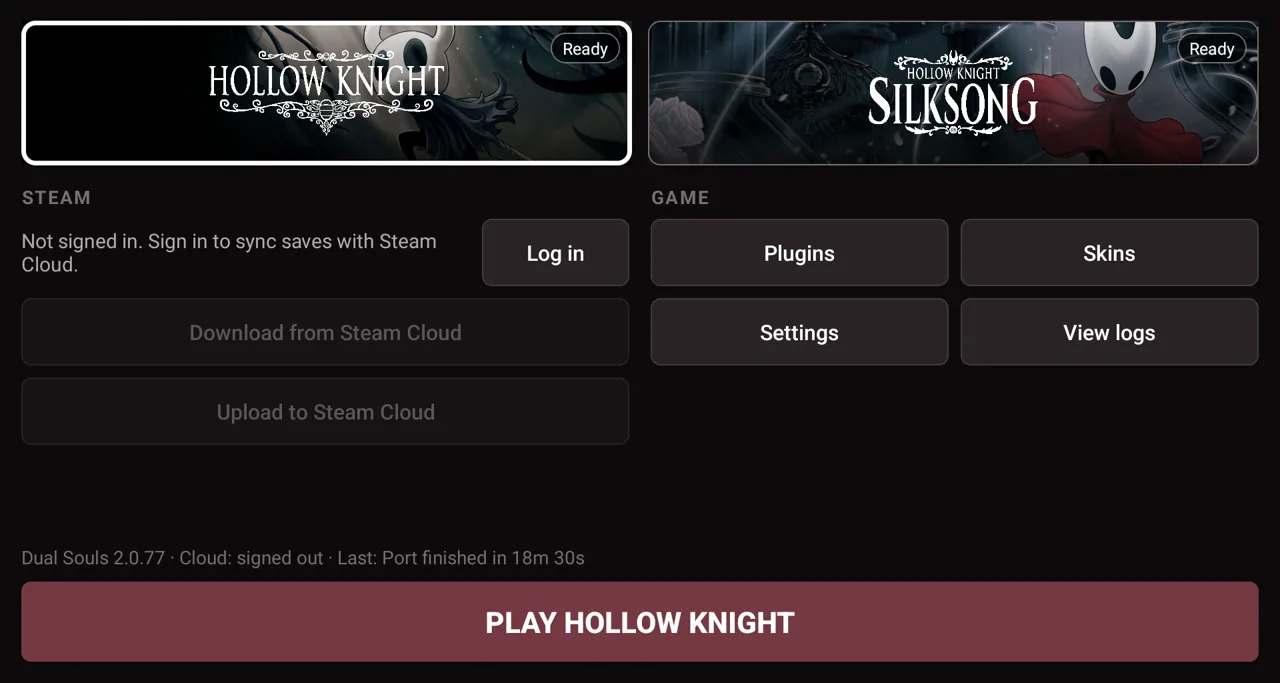 HOLLOW KNIGHT
Ready
HOLLOW KNIGHT
SILKSONG
Ready
STEAM
Not signed in. Sign in to sync saves with Steam
Cloud.
Log in
Download from Steam Cloud
Upload to Steam Cloud
GAME
Plugins
Skins
Settings
View logs
Dual Souls 2.0.77 · Cloud: signed out · Last: Port finished in 18m 30s
PLAY HOLLOW KNIGHT